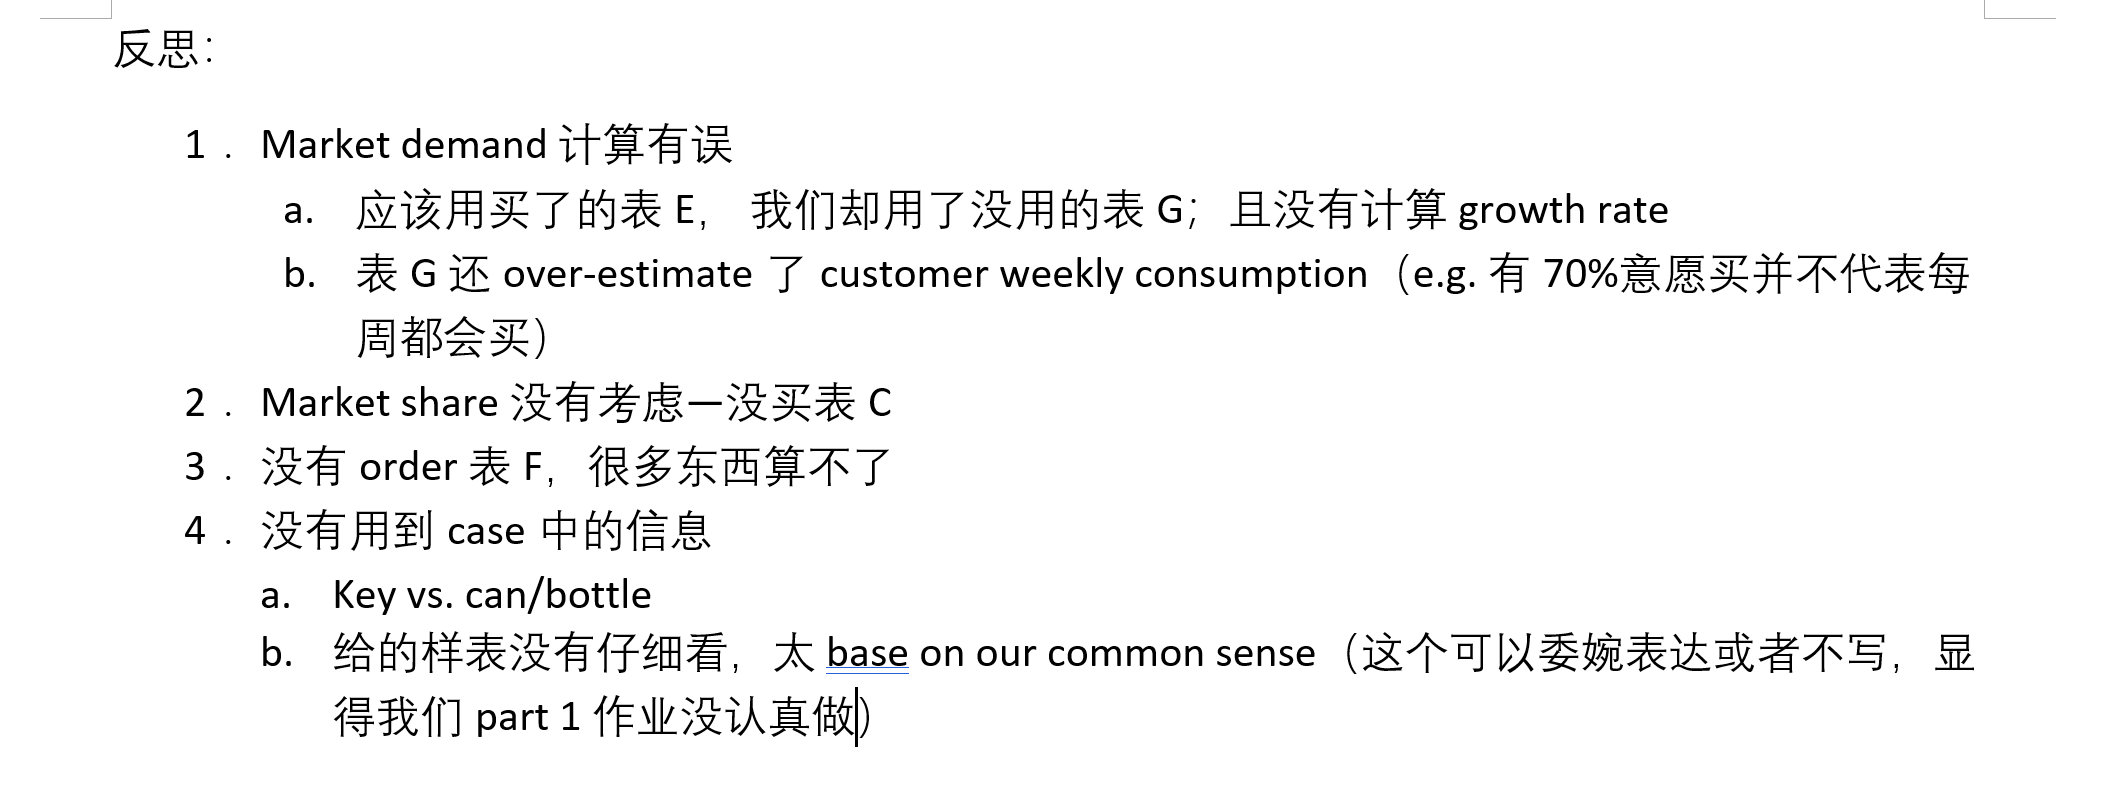 反思：
1. Market demand 计算有误
a. 应该用买了的表 E， 我们却用了没用的表 G；且没有计算 growth rate
b. 表 G 还 over-estimate 了 customer weekly consumption（e.g. 有 70%意愿买并不代表每
周都会买）
2. Market share 没有考虑—没买表 C
3. 没有 order 表 F，很多东西算不了
4. 没有用到 case 中的信息
a. Key vs. can/bottle
b. 给的样表没有仔细看，太 base on our common sense（这个可以委婉表达或者不写，显
得我们 part 1 作业没认真做）